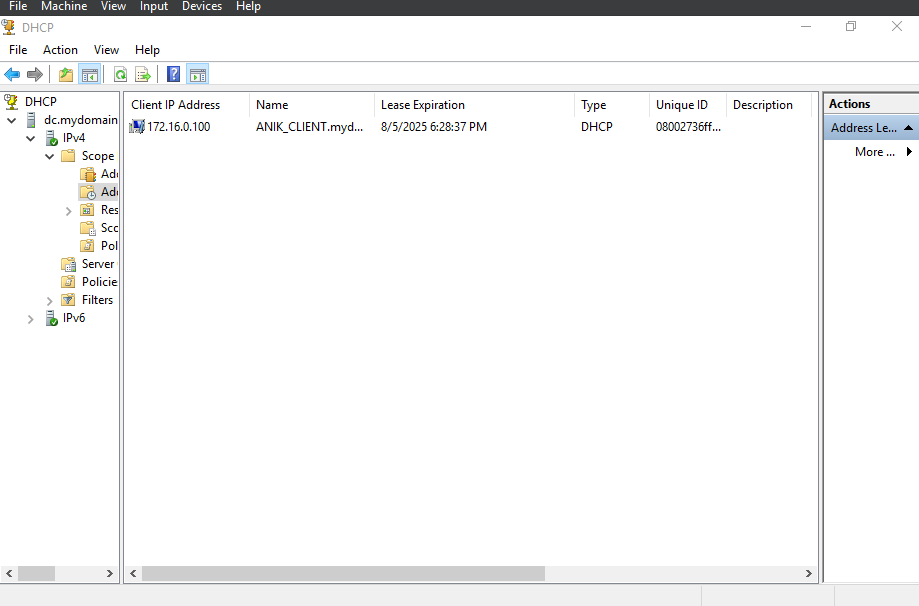 File Machine View Input Devices Help
DHCP
File Action View Help
DHCP
dc.mydomain
IPv4
Scope
Add
Add
Res
Sco
Pol
Server
Policie
Filters
IPv6
Client IP Address Name Lease Expiration Type Unique ID Description
172.16.0.100 ANIK_CLIENT.myd... 8/5/2025 6:28:37 PM DHCP 08002736ff...
Actions
Address Le...
More ...